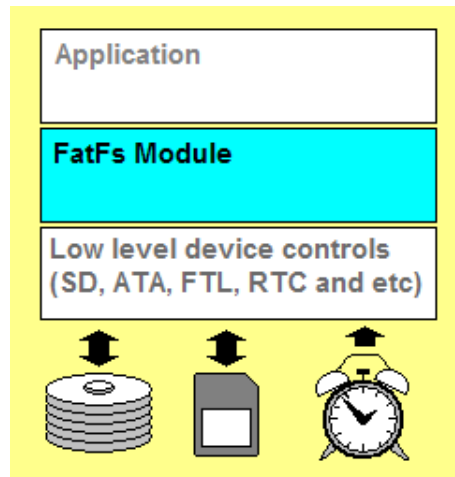 Application
FatFs Module
Low level device controls
(SD, ATA, FTL, RTC and etc)